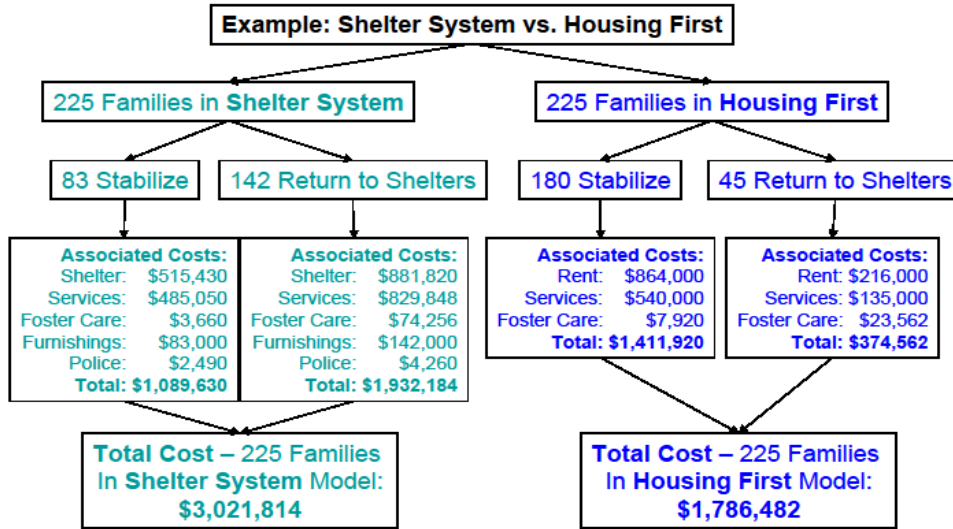 Example: Shelter System vs. Housing First
225 Families in Shelter System
225 Families in Housing First
83 Stabilize
142 Return to Shelters
180 Stabilize
45 Return to Shelters
Associated Costs:
Shelter: $515,430
Services: $485,050
Foster Care: $3,660
Furnishings: $83,000
Police: $2,490
Total: $1,089,630
Associated Costs:
Shelter: $881,820
Services: $829,848
Foster Care: $74,256
Furnishings: $142,000
Police: $4,260
Total: $1,932,184
Associated Costs:
Rent: $864,000
Services: $540,000
Foster Care: $7,920
Total: $1,411,920
Associated Costs:
Rent: $216,000
Services: $135,000
Foster Care: $23,562
Total: $374,562
Total Cost – 225 Families
In Shelter System Model:
$3,021,814
Total Cost – 225 Families
In Housing First Model:
$1,786,482